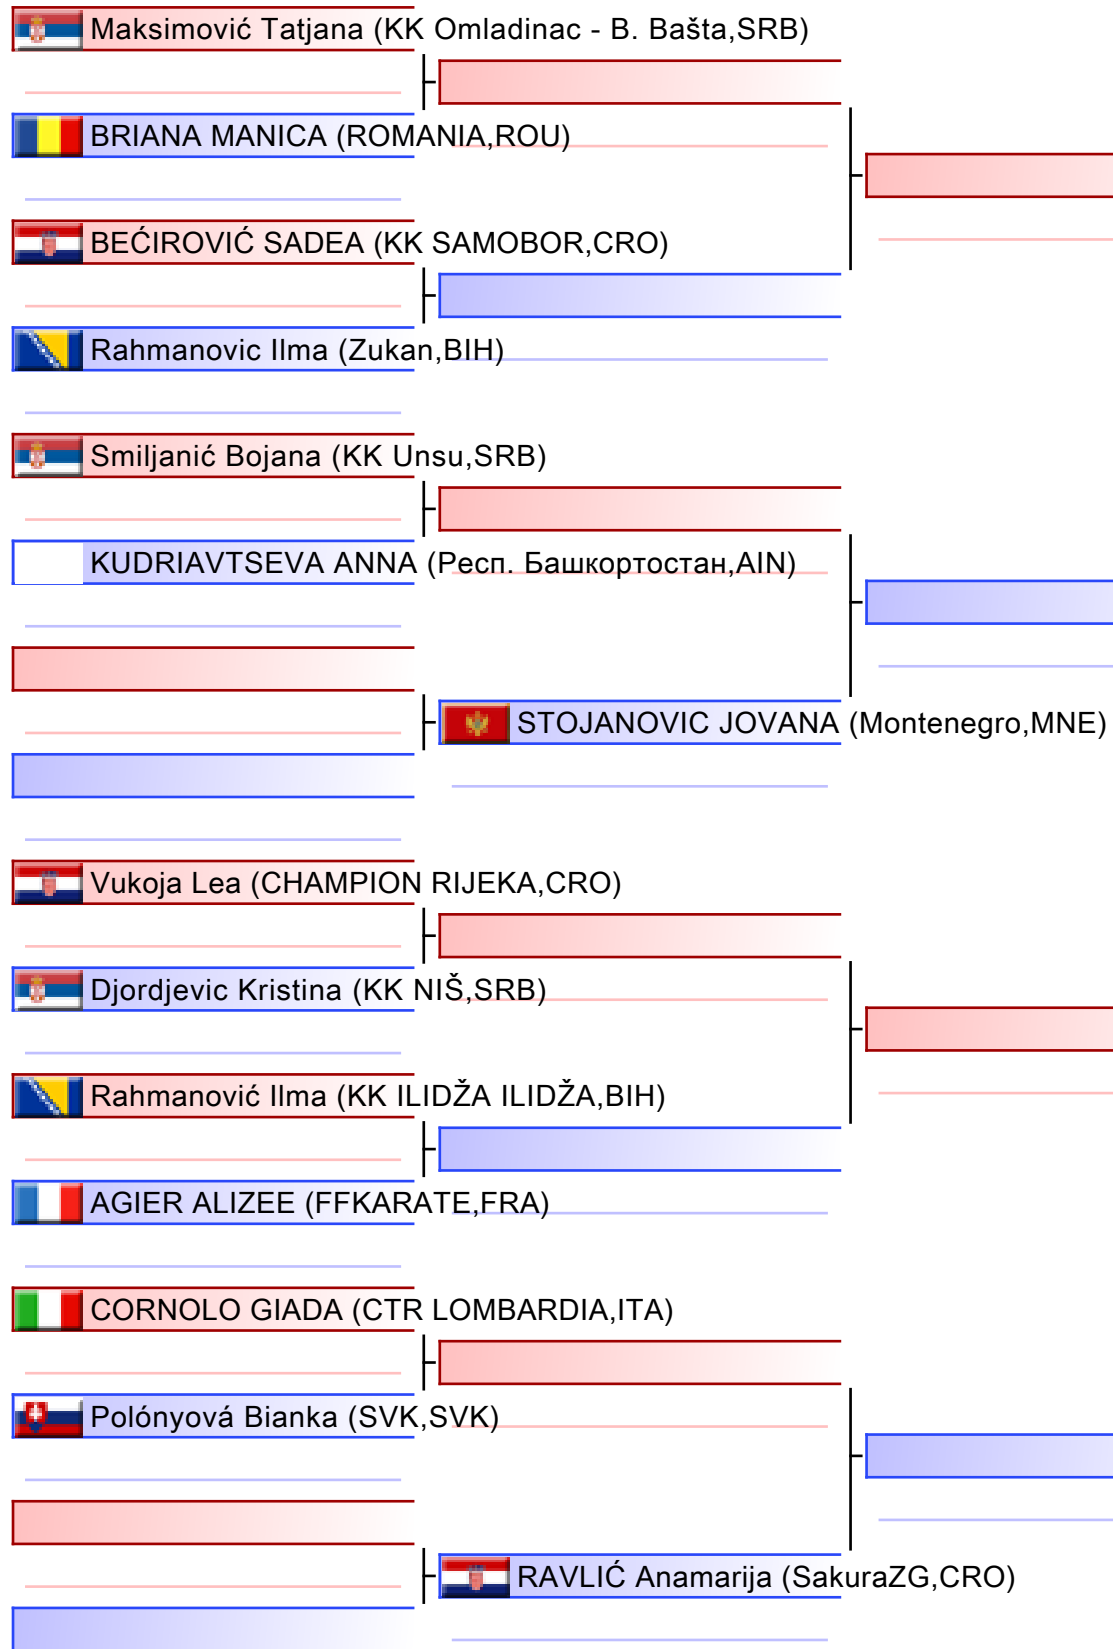 Maksimović Tatjana (KK Omladinac - B. Bašta,SRB)
BRIANA MANICA (ROMANIA,ROU)
BEĆIROVIĆ SADEA (KK SAMOBOR,CRO)
Rahmanovic Ilma (Zukan,BIH)
Smiljanić Bojana (KK Unsu,SRB)
KUDRIAVTSEVA ANNA (Респ. Башкортостан,AIN)
STOJANOVIC JOVANA (Montenegro,MNE)
Vukoja Lea (CHAMPION RIJEKA,CRO)
Djordjevic Kristina (KK NIŠ,SRB)
Rahmanović Ilma (KK ILIDŽA ILIDŽA,BIH)
AGIER ALIZEE (FFKARATE,FRA)
CORNOLO GIADA (CTR LOMBARDIA,ITA)
Polónyová Bianka (SVK,SVK)
RAVLIĆ Anamarija (SakuraZG,CRO)